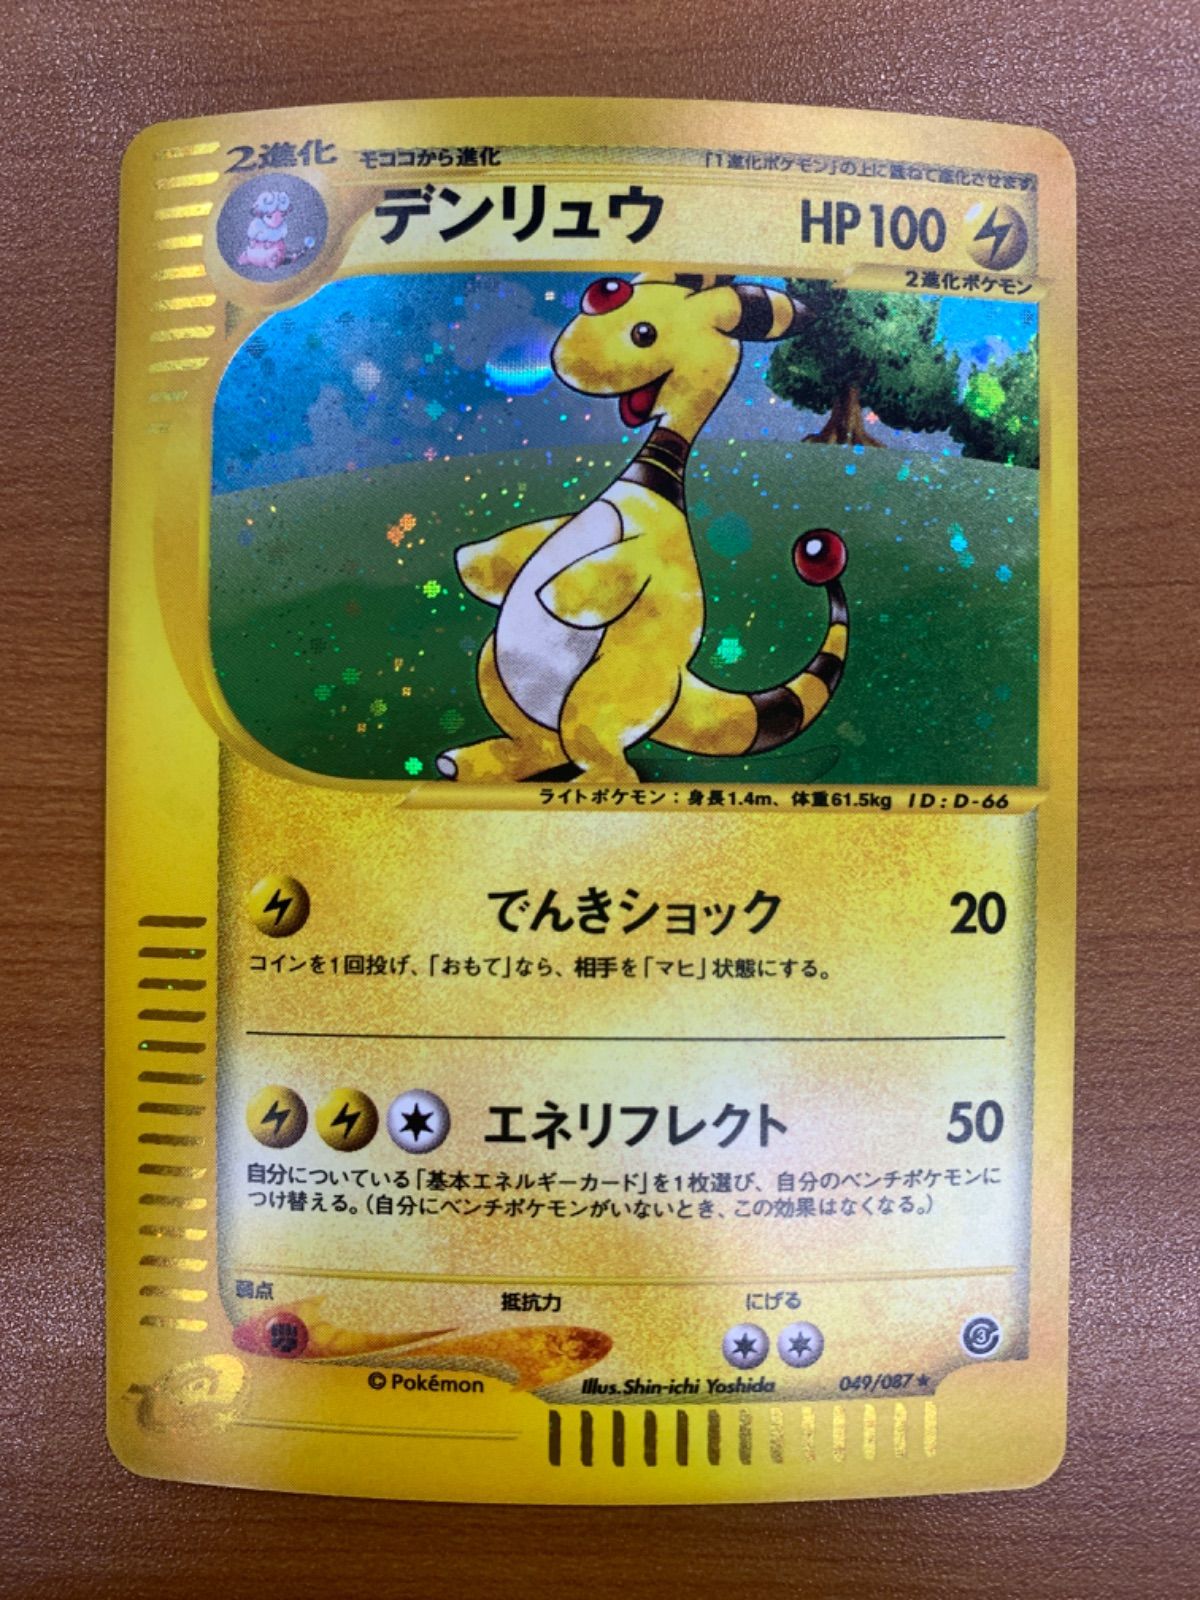 2進化 モココから進化 「1進化ポケモン」の上に重ねて進化させます。
デンリュウ HP100
2進化ポケモン
ライトポケモン：身長1.4m、体重61.5kg ID:D-66
でんきショック 20
コインを1回投げ、「おもて」なら、相手を「マヒ」状態にする。
エネリフレクト 50
自分についている「基本エネルギーカード」を1枚選び、自分のベンチポケモンに
つけ替える。（自分にベンチポケモンがいないとき、この効果はなくなる。）
弱点 抵抗力 にげる
3
© Pokémon Illus.Shin-ichi Yoshida 049/087★